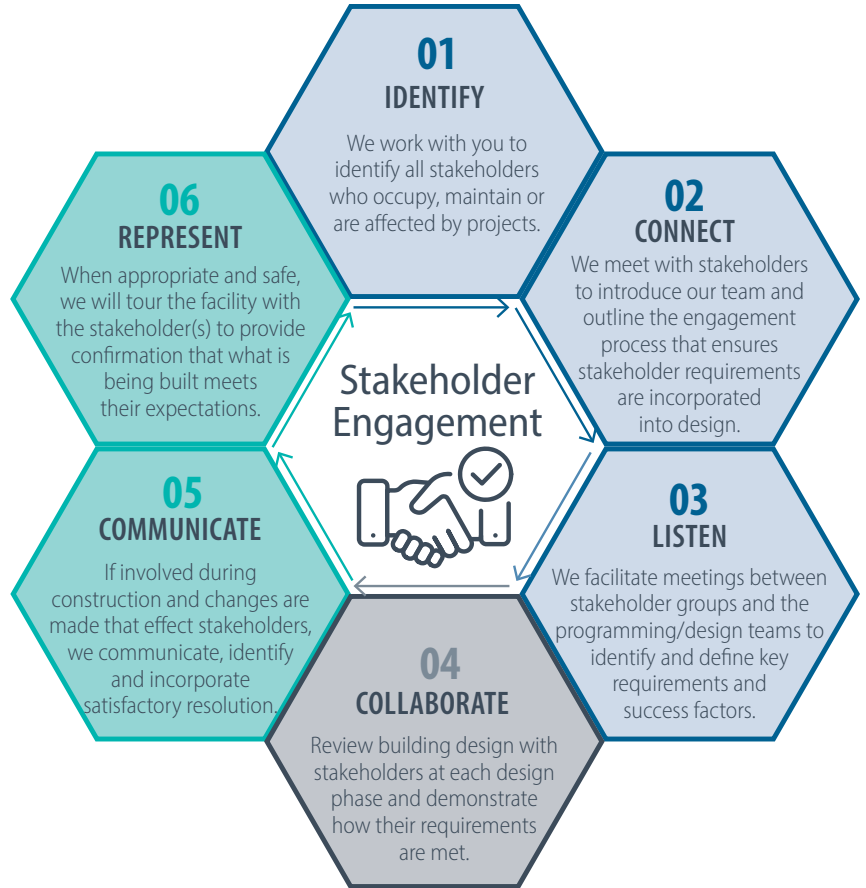 01
IDENTIFY
We work with you to
identify all stakeholders
who occupy, maintain or
are affected by projects.
02
CONNECT
We meet with stakeholders
to introduce our team and
outline the engagement
process that ensures
stakeholder requirements
are incorporated
into design.
03
LISTEN
We facilitate meetings between
stakeholder groups and the
programming/design teams to
identify and define key
requirements and
success factors.
04
COLLABORATE
Review building design with
stakeholders at each design
phase and demonstrate
how their requirements
are met.
05
COMMUNICATE
If involved during
construction and changes are
made that effect stakeholders,
we communicate, identify
and incorporate
satisfactory resolution.
06
REPRESENT
When appropriate and safe,
we will tour the facility with
the stakeholder(s) to provide
confirmation that what is
being built meets
their expectations.
Stakeholder
Engagement